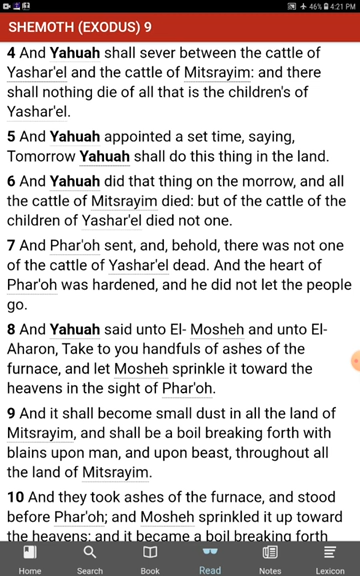 46% 4:21 PM
SHEMOTH (EXODUS) 9
4 And Yahuah shall sever between the cattle of
Yashar'el and the cattle of Mitsrayim: and there
shall nothing die of all that is the children's of
Yashar'el.
5 And Yahuah appointed a set time, saying,
Tomorrow Yahuah shall do this thing in the land.
6 And Yahuah did that thing on the morrow, and all
the cattle of Mitsrayim died: but of the cattle of the
children of Yashar'el died not one.
7 And Phar'oh sent, and, behold, there was not one
of the cattle of Yashar'el dead. And the heart of
Phar'oh was hardened, and he did not let the people
go.
8 And Yahuah said unto El- Mosheh and unto El-
Aharon, Take to you handfuls of ashes of the
furnace, and let Mosheh sprinkle it toward the
heavens in the sight of Phar'oh.
9 And it shall become small dust in all the land of
Mitsrayim, and shall be a boil breaking forth with
blains upon man, and upon beast, throughout all
the land of Mitsrayim.
10 And they took ashes of the furnace, and stood
before Phar'oh; and Mosheh sprinkled it up toward
the heavens; and it became a boil breaking forth
Home Search Book Read Notes Lexicon